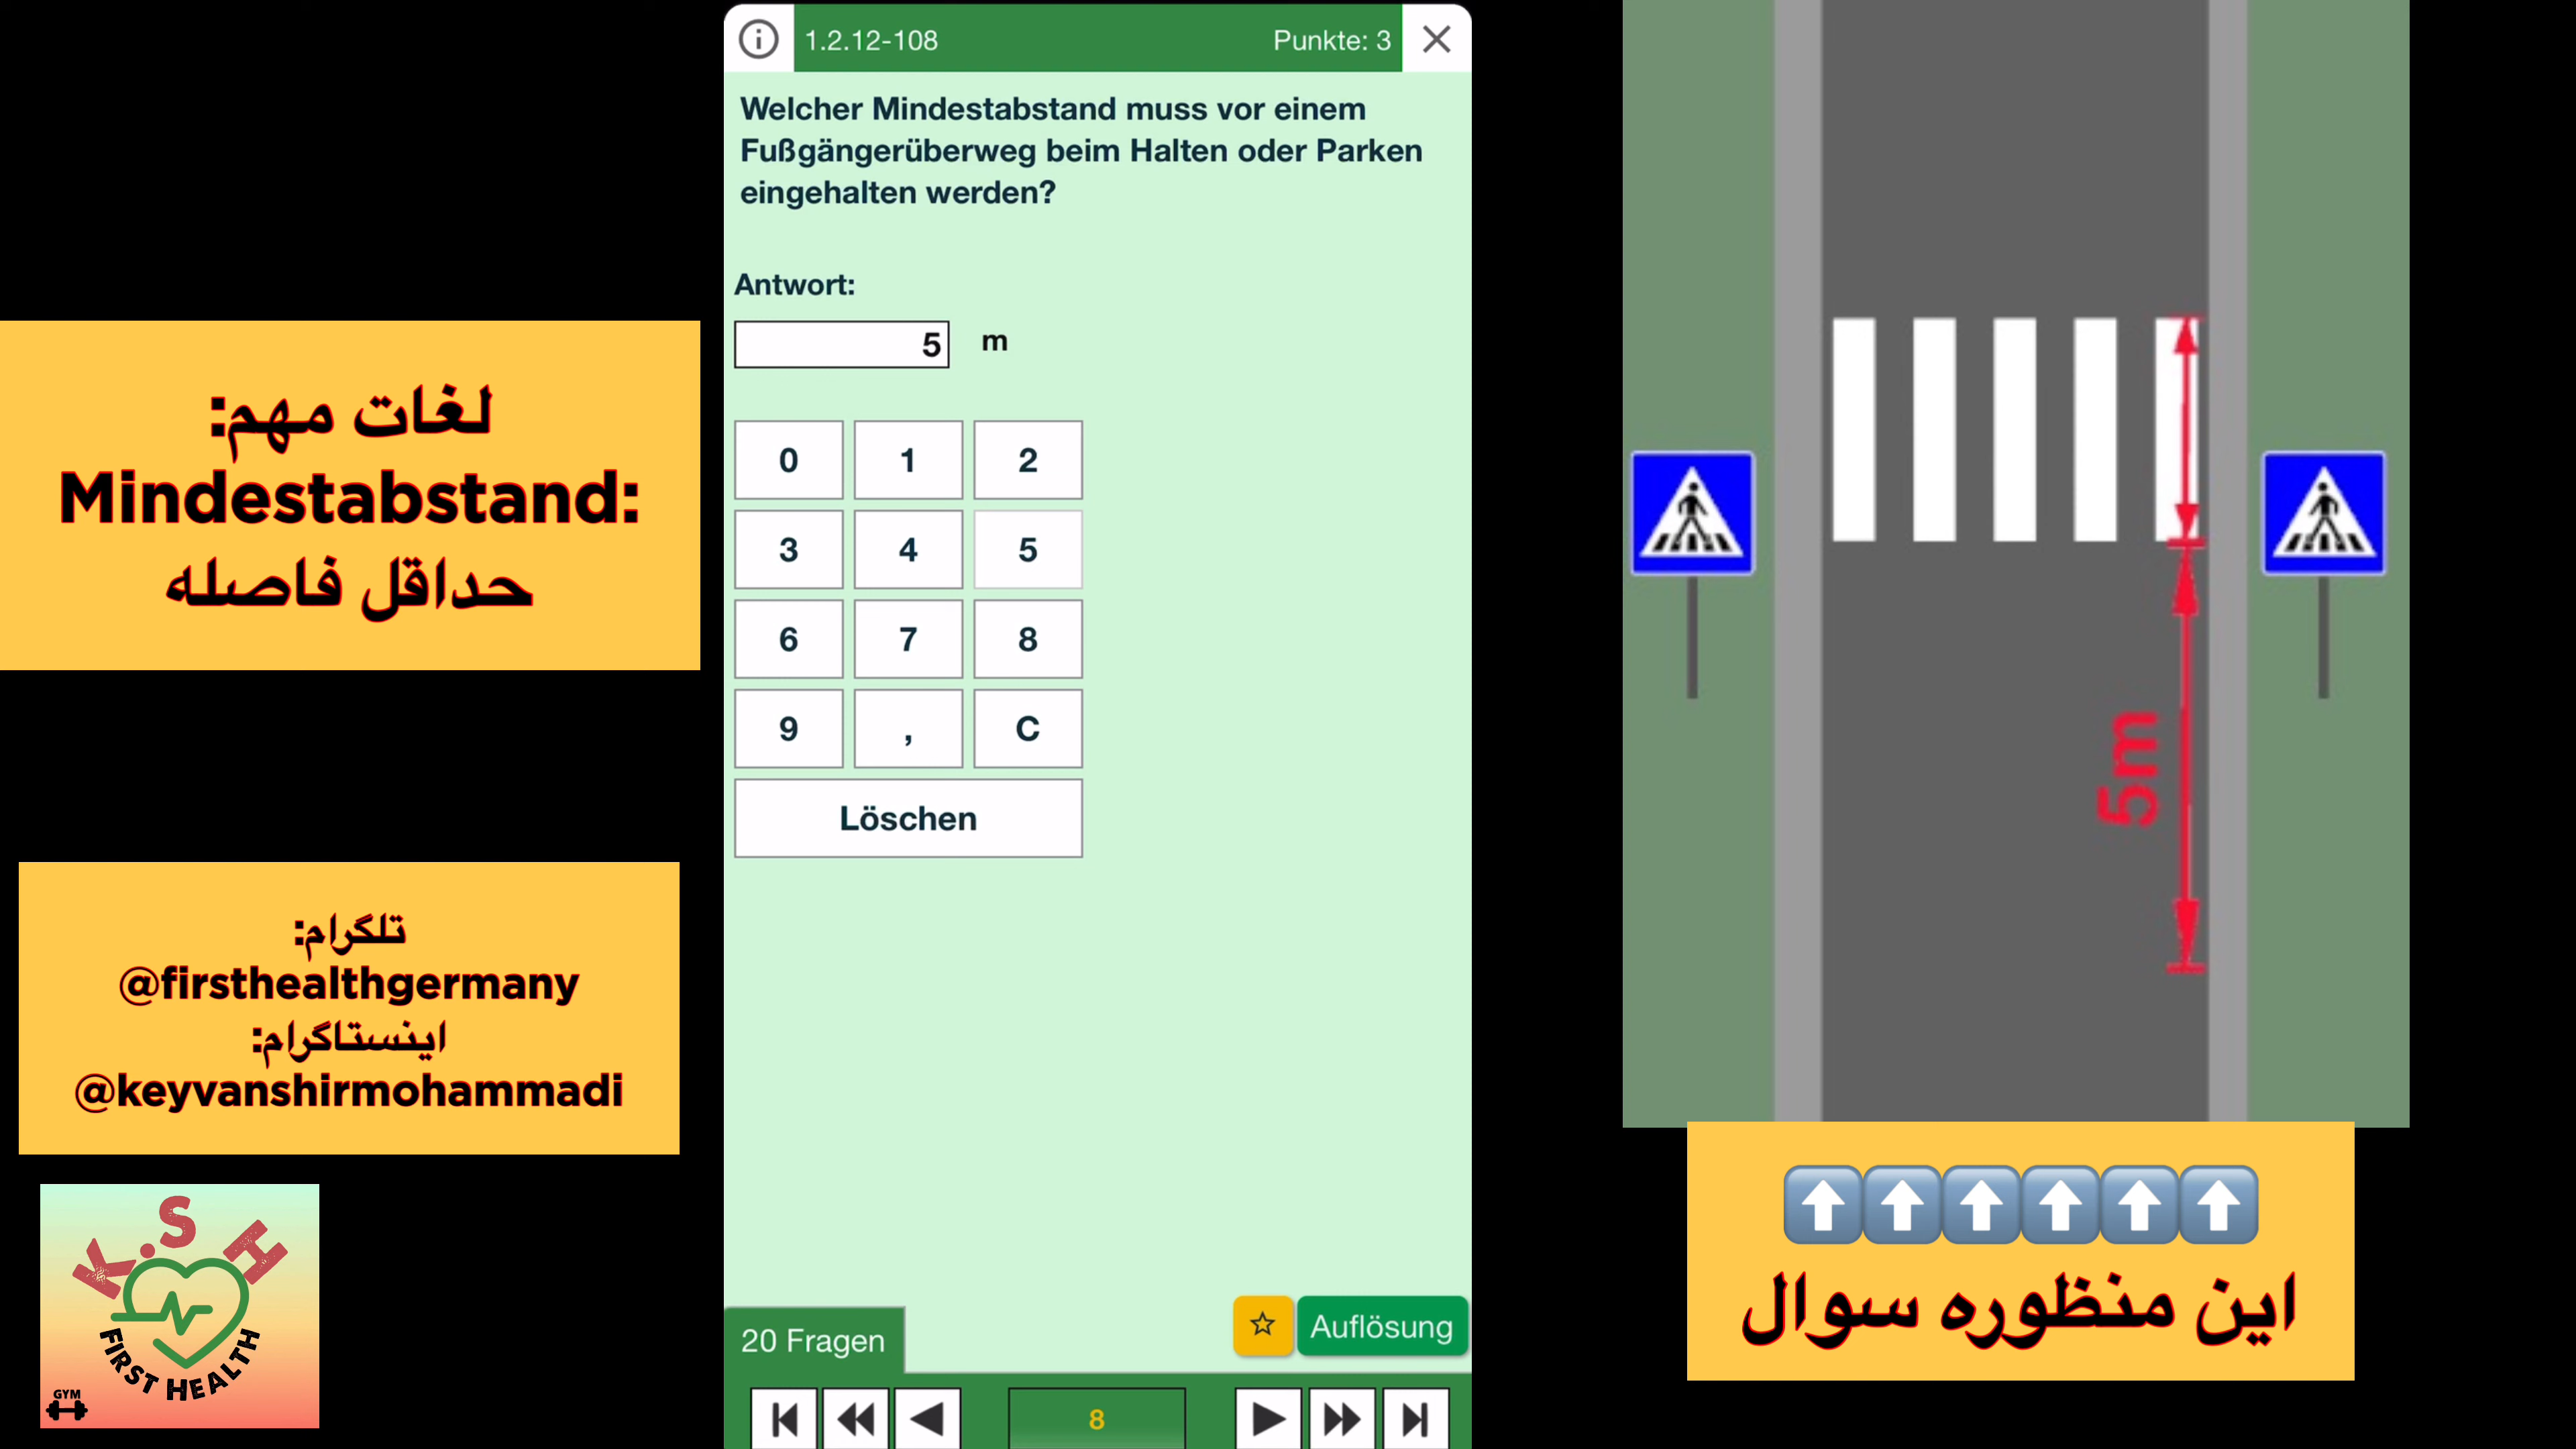 1.2.12-108
Punkte: 3
Welcher Mindestabstand muss vor einem
Fußgängerüberweg beim Halten oder Parken
eingehalten werden?
Antwort:
5 m
0 1 2
3 4 5
6 7 8
9 , C
Löschen
20 Fragen
Auflösung
8
لغات مهم:
Mindestabstand:
حداقل فاصله
تلگرام:
@firsthealthgermany
اینستاگرام:
@keyvanshirmohammadi
K.SH
FIRST HEALTH
GYM
5m
این منظوره سوال